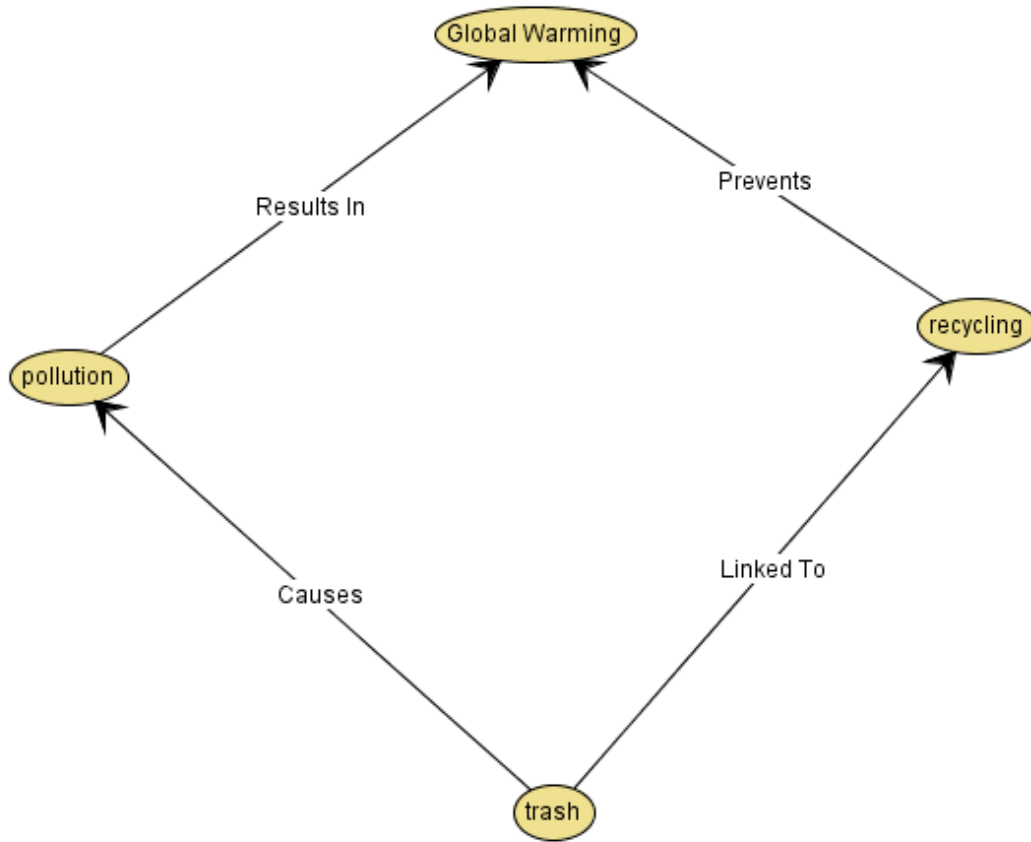 Global Warming
Prevents
Results In
recycling
pollution
Linked To
Causes
trash